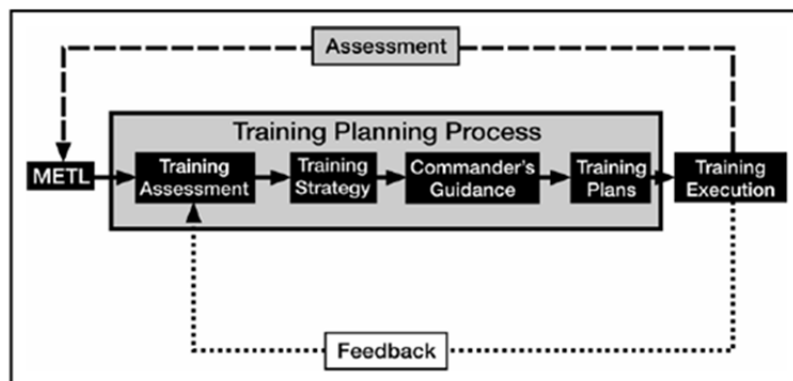 Assessment
Training Planning Process
METL
Training
Assessment
Training
Strategy
Commander's
Guidance
Training
Plans
Training
Execution
Feedback